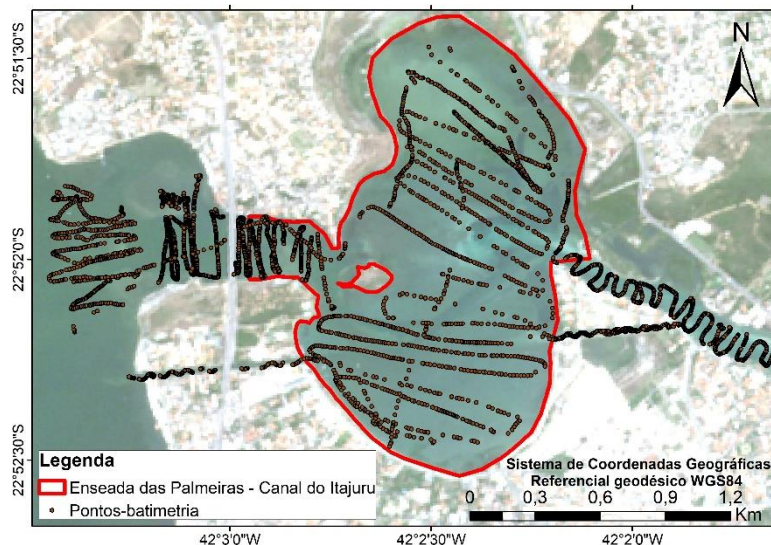 N
22°51'30"S
22°52'0"S
22°52'30"S
Legenda
Enseada das Palmeiras - Canal do Itajuru
Pontos-batimetria
Sistema de Coordenadas Geográficas
Referencial geodésico WGS84
0 0,3 0,6 0,9 1,2
Km
42°3'0"W 42°2'30"W 42°2'0"W